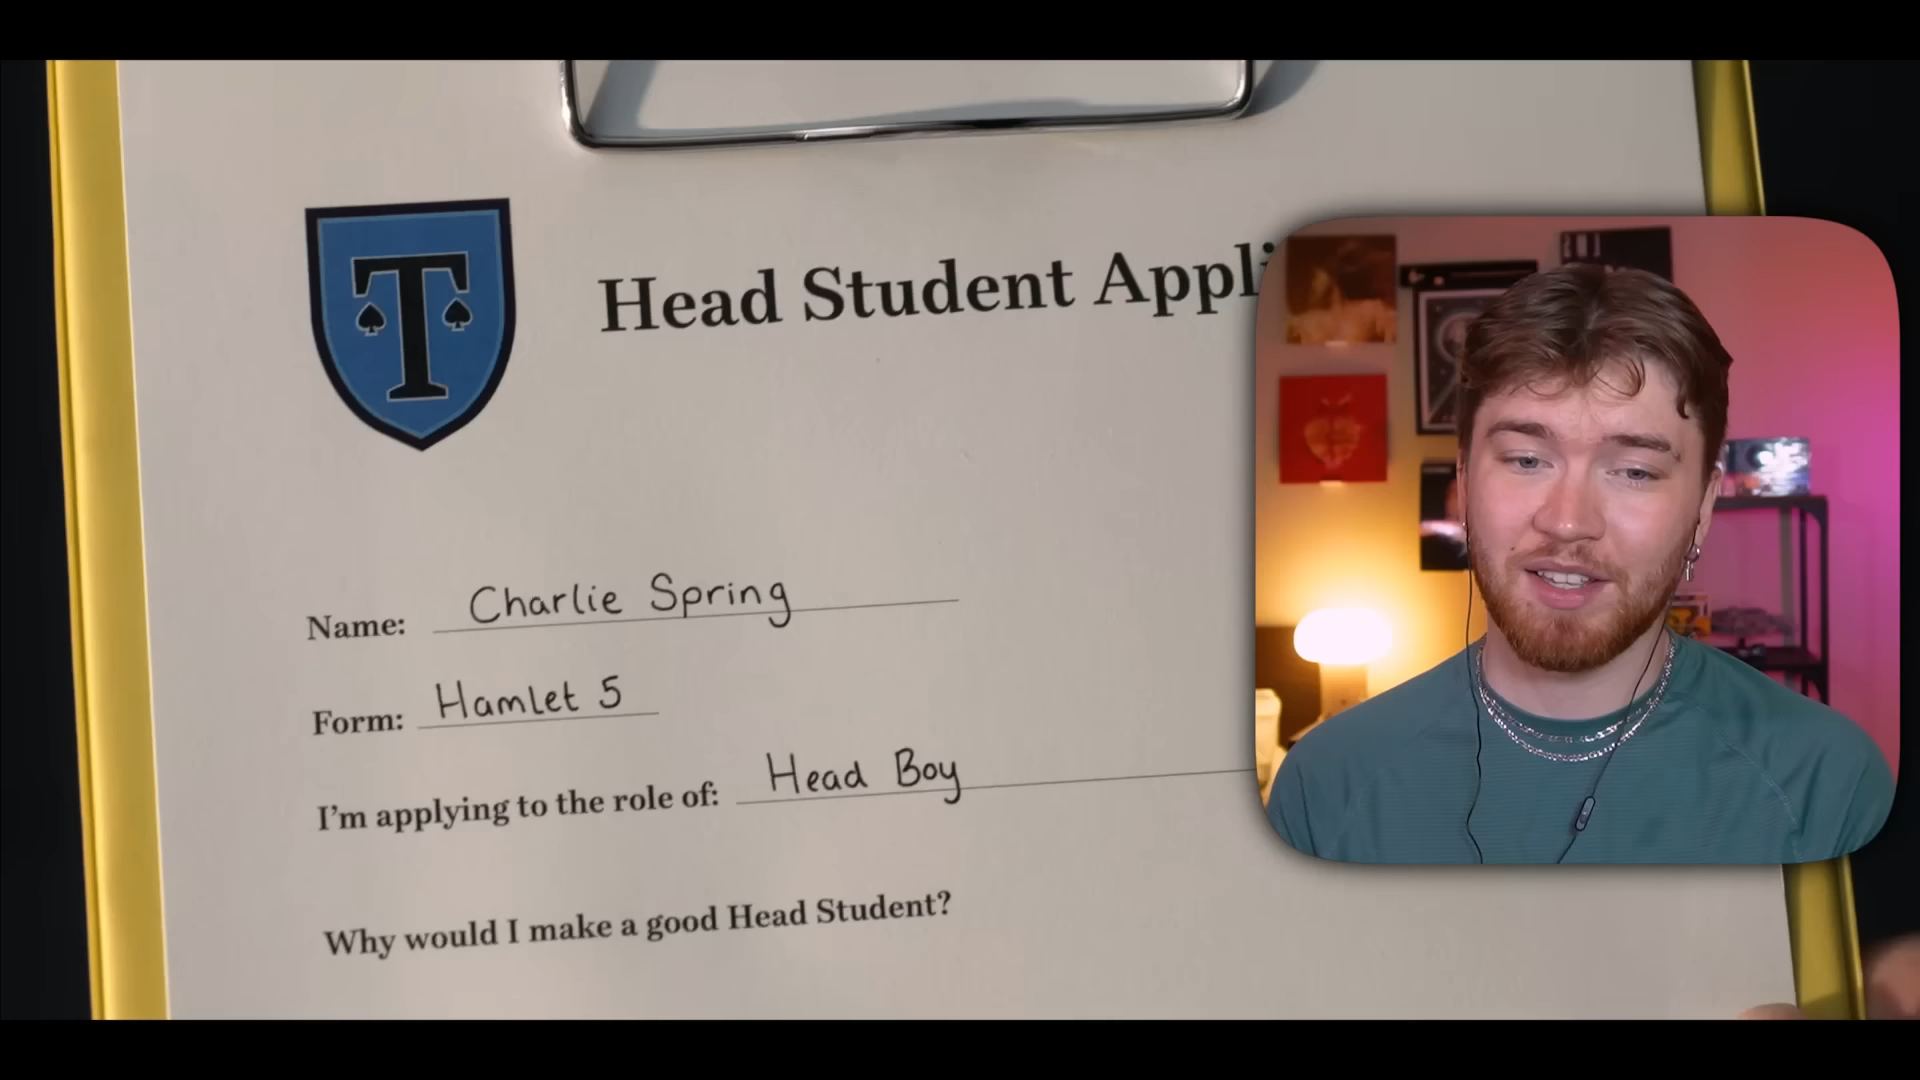 T
Head Student Appli
Name: Charlie Spring
Form: Hamlet 5
I'm applying to the role of: Head Boy
Why would I make a good Head Student?